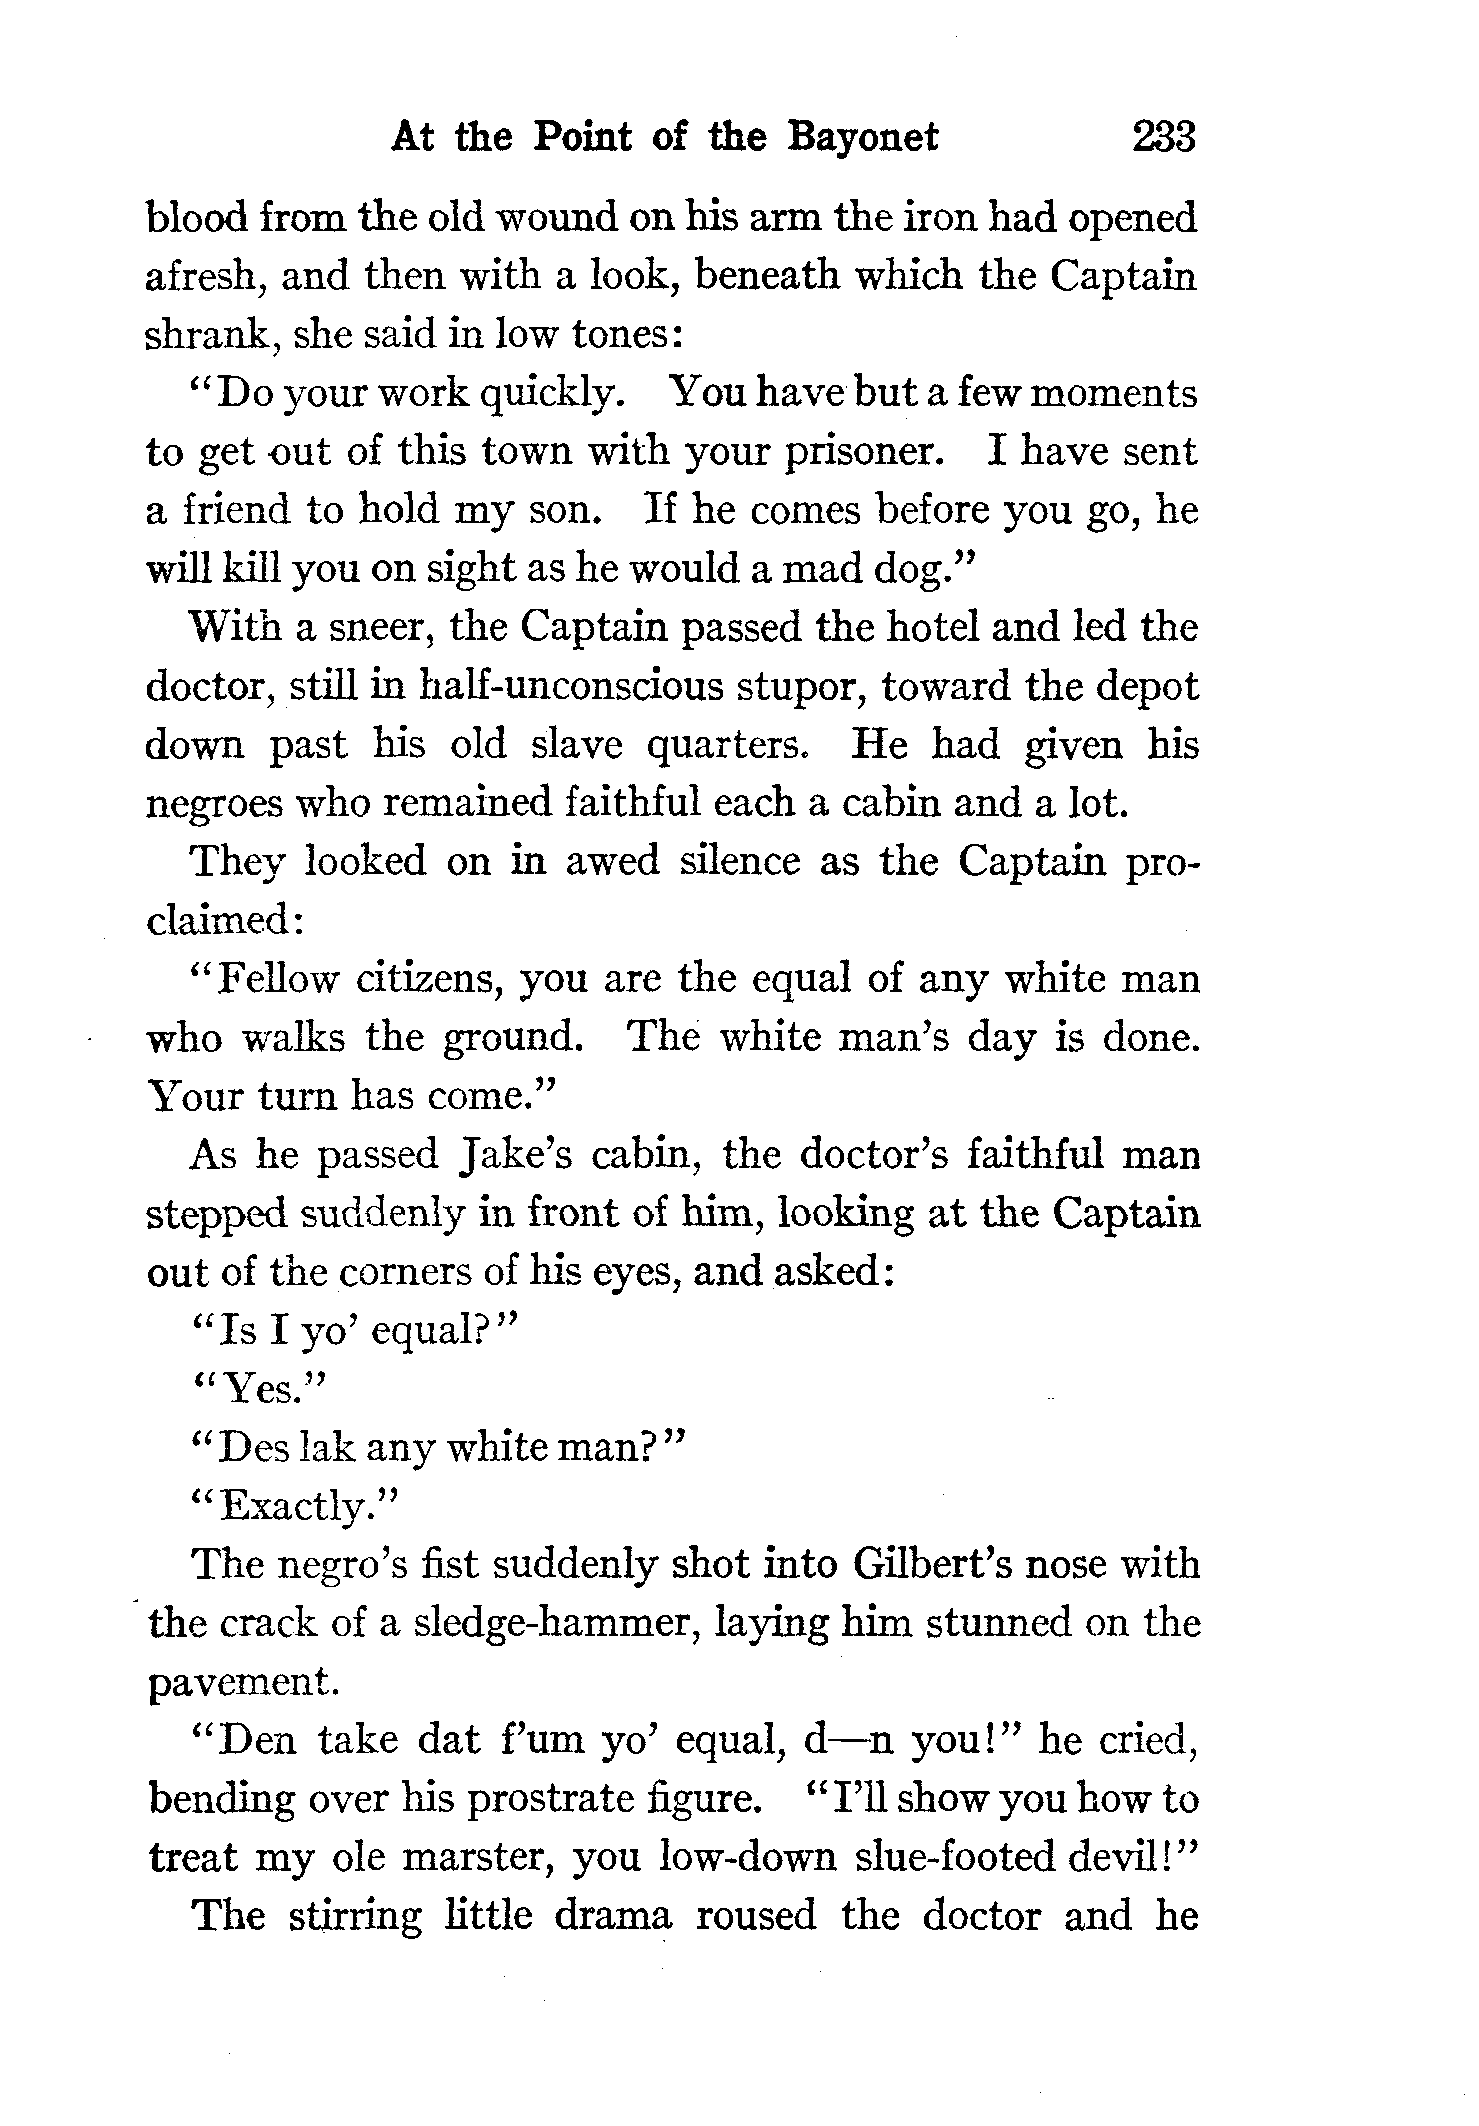 At the Point of the Bayonet 233
blood from the old wound on his arm the iron had opened
afresh, and then with a look, beneath which the Captain
shrank, she said in low tones:
“Do your work quickly. You have but a few moments
to get out of this town with your prisoner. I have sent
a friend to hold my son. If he comes before you go, he
will kill you on sight as he would a mad dog.”
With a sneer, the Captain passed the hotel and led the
doctor, still in half-unconscious stupor, toward the depot
down past his old slave quarters. He had given his
negroes who remained faithful each a cabin and a lot.
They looked on in awed silence as the Captain pro-
claimed:
“Fellow citizens, you are the equal of any white man
who walks the ground. The white man’s day is done.
Your turn has come.”
As he passed Jake’s cabin, the doctor’s faithful man
stepped suddenly in front of him, looking at the Captain
out of the corners of his eyes, and asked:
“Is I yo’ equal?”
“Yes.”
“Des lak any white man?”
“Exactly.”
The negro’s fist suddenly shot into Gilbert’s nose with
the crack of a sledge-hammer, laying him stunned on the
pavement.
“Den take dat f’um yo’ equal, d—n you!” he cried,
bending over his prostrate figure. “I’ll show you how to
treat my ole marster, you low-down slue-footed devil!”
The stirring little drama roused the doctor and he